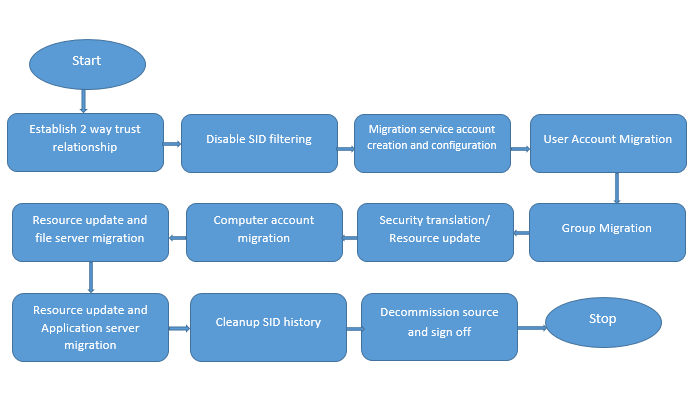 Start
Establish 2 way trust
relationship
Disable SID filtering
Migration service account
creation and configuration
User Account Migration
Group Migration
Security translation/
Resource update
Computer account
migration
Resource update and
file server migration
Resource update and
Application server
migration
Cleanup SID history
Decommission source
and sign off
Stop